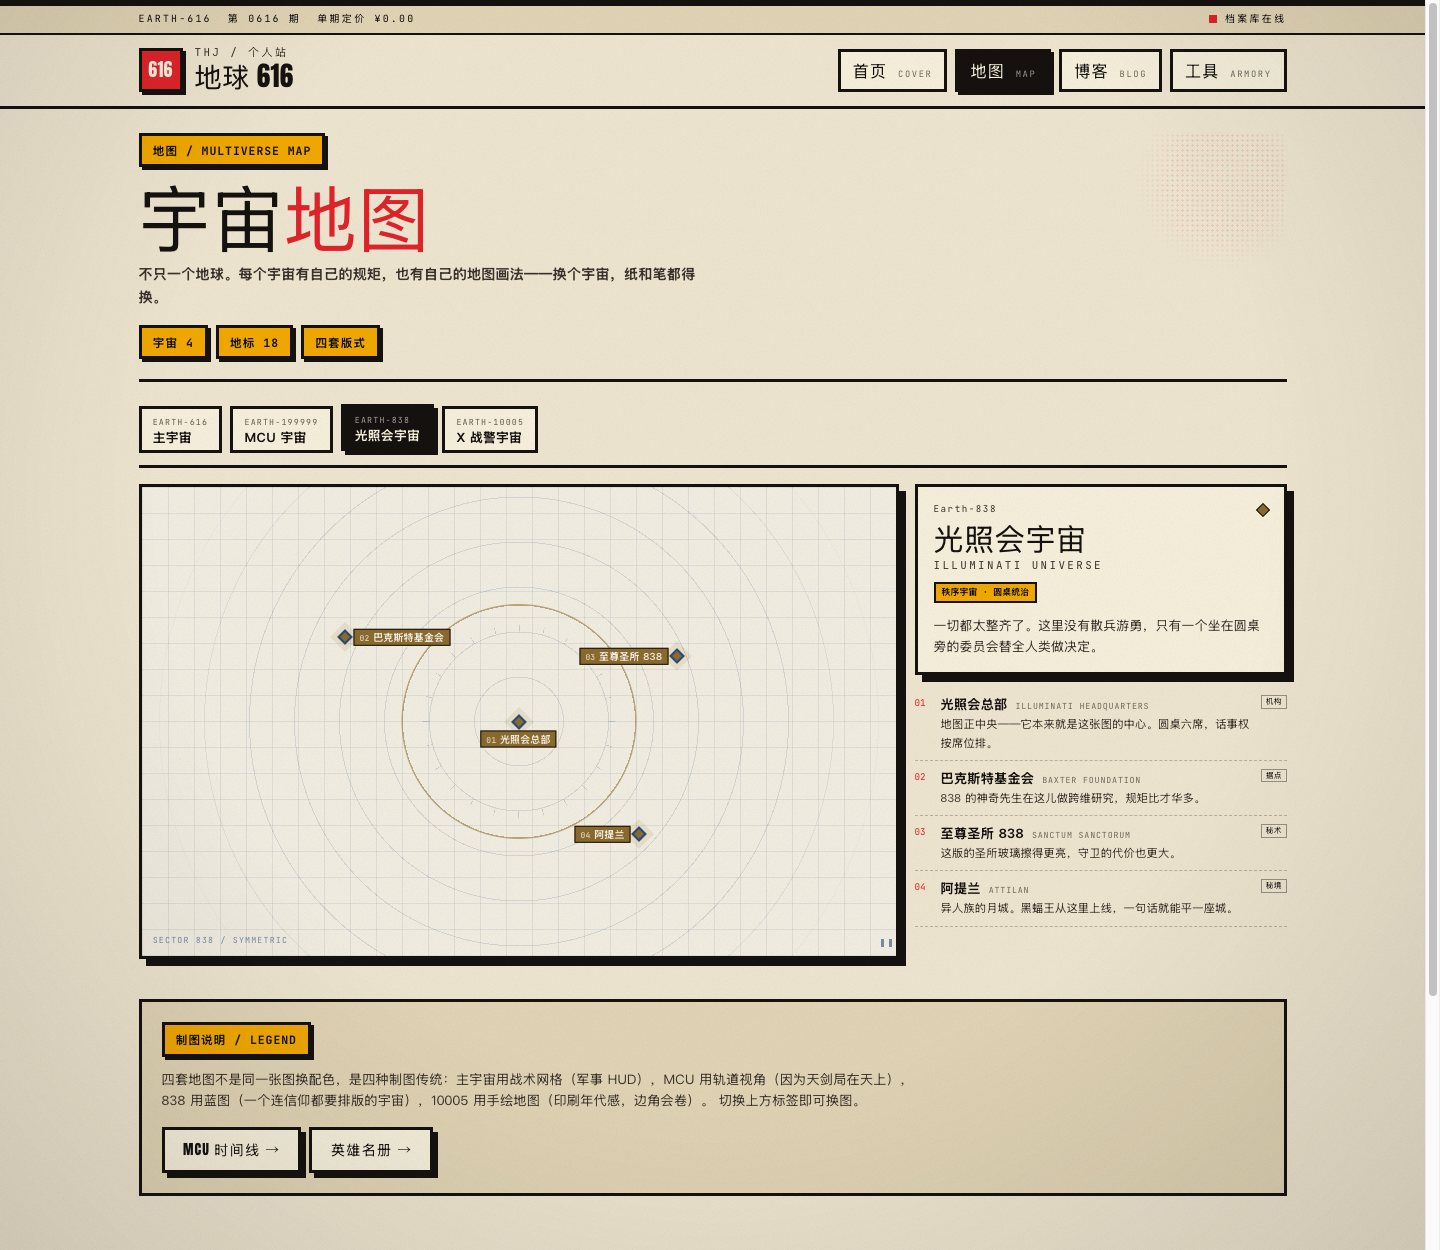 EARTH-616 第 0616 期 单期定价 ¥0.00
档案库在线
616
THJ / 个人站
地球 616
首页 COVER
地图 MAP
博客 BLOG
工具 ARMORY
地图 / MULTIVERSE MAP
宇宙地图
不只一个地球。每个宇宙有自己的规矩，也有自己的地图画法——换个宇宙，纸和笔都得
换。
宇宙 4
地标 18
四套版式
EARTH-616
主宇宙
EARTH-199999
MCU 宇宙
EARTH-838
光照会宇宙
EARTH-10005
X 战警宇宙
02 巴克斯特基金会
03 至尊圣所 838
01 光照会总部
04 阿提兰
SECTOR 838 / SYMMETRIC
Earth-838
光照会宇宙
ILLUMINATI UNIVERSE
秩序宇宙 · 圆桌统治
一切都太整齐了。这里没有散兵游勇，只有一个坐在圆桌
旁的委员会替全人类做决定。
01 光照会总部 ILLUMINATI HEADQUARTERS 机构
地图正中央——它本来就是这张图的中心。圆桌六席，话事权
按席位排。
02 巴克斯特基金会 BAXTER FOUNDATION 据点
838 的神奇先生在这儿做跨维研究，规矩比才华多。
03 至尊圣所 838 SANCTUM SANCTORUM 秘术
这版的圣所玻璃擦得更亮，守卫的代价也更大。
04 阿提兰 ATTILAN 秘境
异人族的月城。黑蝠王从这里上线，一句话就能平一座城。
制图说明 / LEGEND
四套地图不是同一张图换配色，是四种制图传统：主宇宙用战术网格（军事 HUD），MCU 用轨道视角（因为天剑局在天上），
838 用蓝图（一个连信仰都要排版的宇宙），10005 用手绘地图（印刷年代感，边角会卷）。 切换上方标签即可换图。
MCU 时间线 →
英雄名册 →